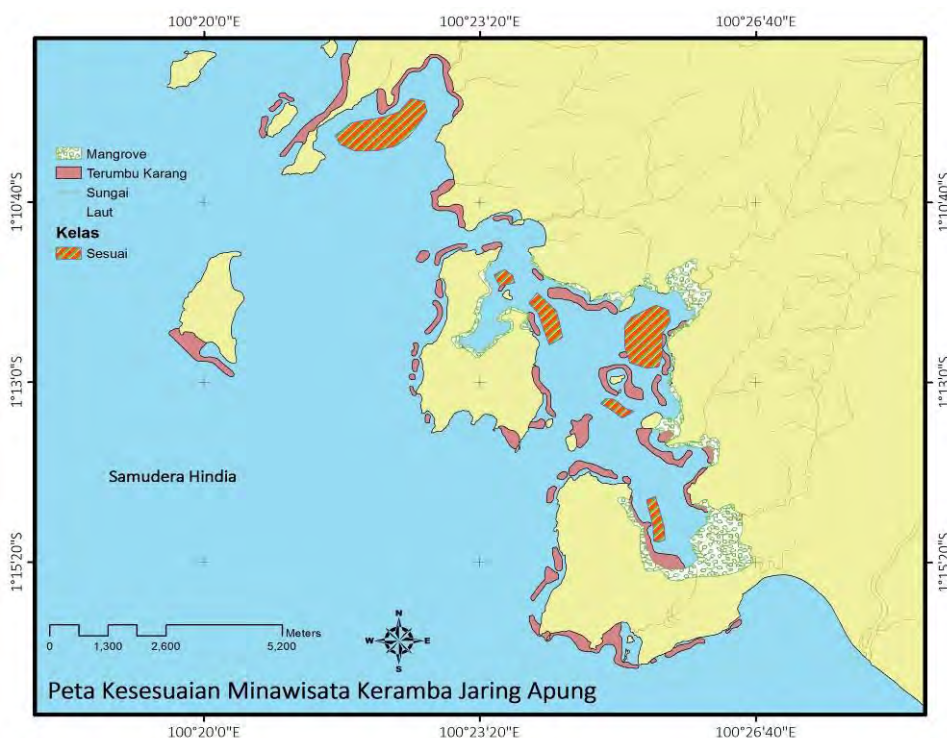 100°20'0"E 100°23'20"E 100°26'40"E
1°10'40"S 1°10'40"S
Mangrove
Terumbu Karang
Sungai
Laut
Kelas
Sesuai
1°13'0"S 1°13'0"S
Samudera Hindia
1°15'20"S 1°15'20"S
N
W E
S
Meters
0 1,300 2,600 5,200
Peta Kesesuaian Minawisata Keramba Jaring Apung
100°20'0"E 100°23'20"E 100°26'40"E